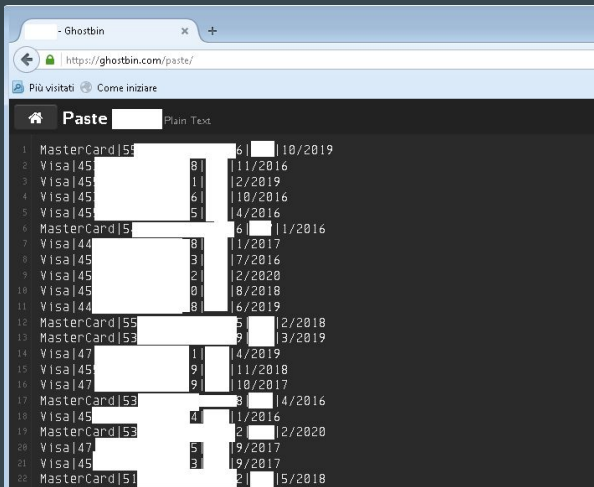 - Ghostbin
https://ghostbin.com/paste/
Più visitati Come iniziare
Paste Plain Text
1 MasterCard|55 6| |10/2019
2 Visa|45 8| |11/2016
3 Visa|45 1| |2/2019
4 Visa|45 6| |10/2016
5 Visa|45 5| |4/2016
6 MasterCard|5 6| |1/2016
7 Visa|44 8| |1/2017
8 Visa|45 3| |7/2016
9 Visa|45 2| |2/2020
10 Visa|45 0| |8/2018
11 Visa|44 8| |6/2019
12 MasterCard|55 5| |2/2018
13 MasterCard|53 9| |3/2019
14 Visa|47 1| |4/2019
15 Visa|45 9| |11/2018
16 Visa|47 9| |10/2017
17 MasterCard|53 8| |4/2016
18 Visa|45 4| |1/2016
19 MasterCard|53 2| |2/2020
20 Visa|47 5| |9/2017
21 Visa|45 3| |9/2017
22 MasterCard|51 2| |5/2018